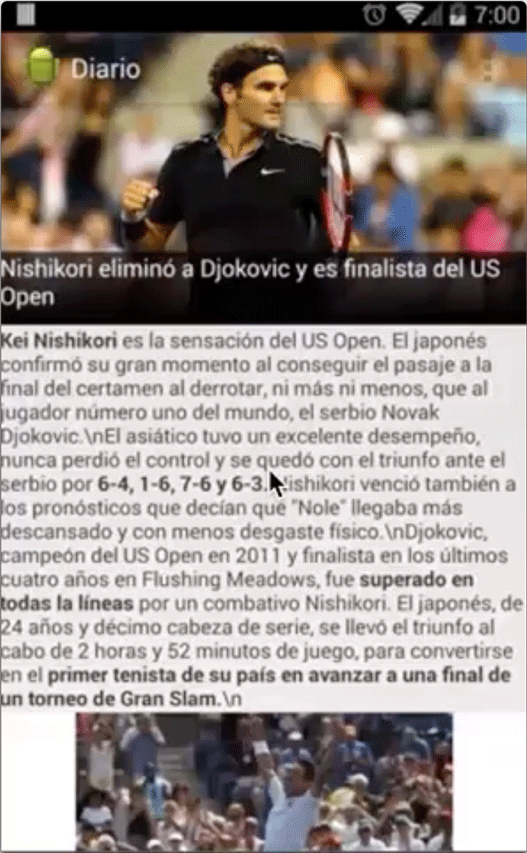 7:00
Diario
Nishikori eliminó a Djokovic y es finalista del US
Open
Kei Nishikori es la sensación del US Open. El japonés
confirmó su gran momento al conseguir el pasaje a la
final del certamen al derrotar, ni más ni menos, que al
jugador número uno del mundo, el serbio Novak
Djokovic.\nEl asiático tuvo un excelente desempeño,
nunca perdió el control y se quedó con el triunfo ante el
serbio por 6-4, 1-6, 7-6 y 6-3. Nishikori venció también a
los pronósticos que decían que "Nole" llegaba más
descansado y con menos desgaste físico.\nDjokovic,
campeón del US Open en 2011 y finalista en los últimos
cuatro años en Flushing Meadows, fue superado en
todas la líneas por un combativo Nishikori. El japonés, de
24 años y décimo cabeza de serie, se llevó el triunfo al
cabo de 2 horas y 52 minutos de juego, para convertirse
en el primer tenista de su país en avanzar a una final de
un torneo de Gran Slam.\n